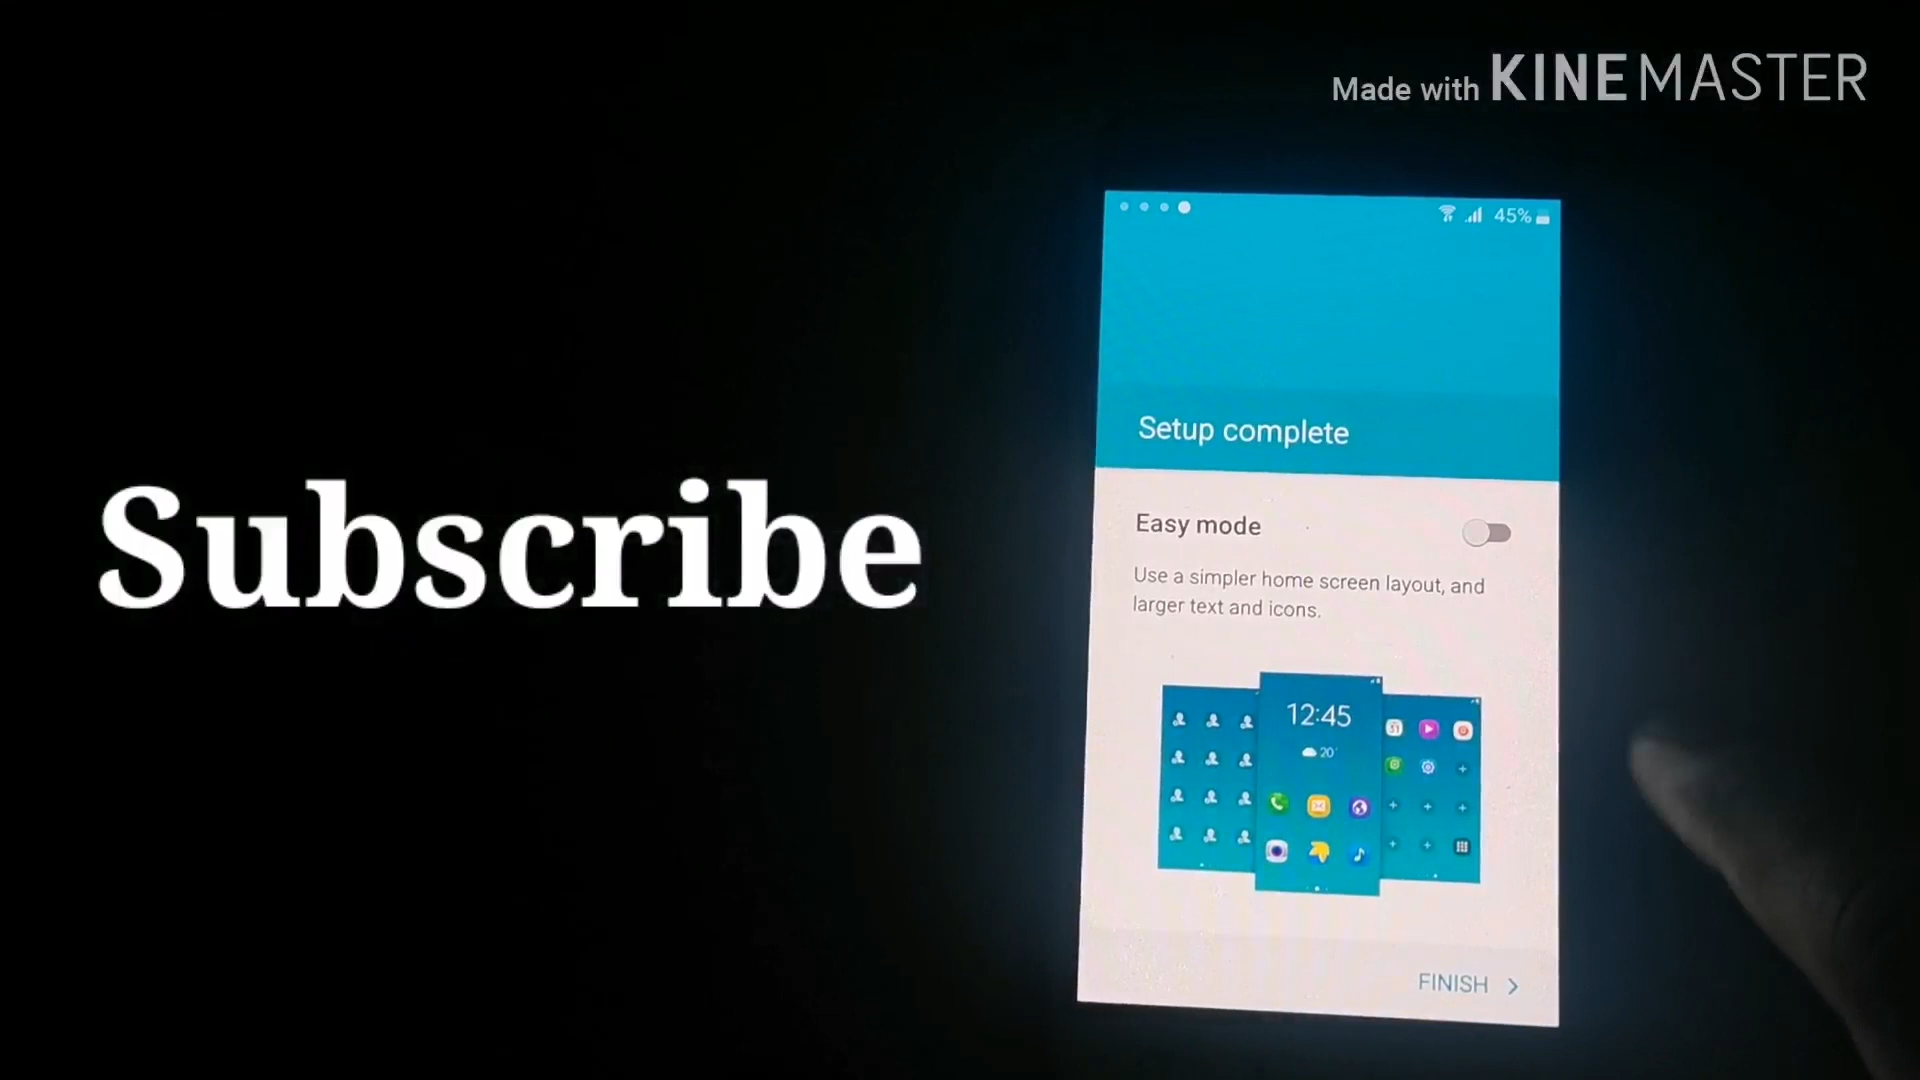 Made with KINEMASTER
45%
Setup complete
Subscribe
Easy mode
Use a simpler home screen layout, and
larger text and icons.
12:45
20°
31
FINISH >